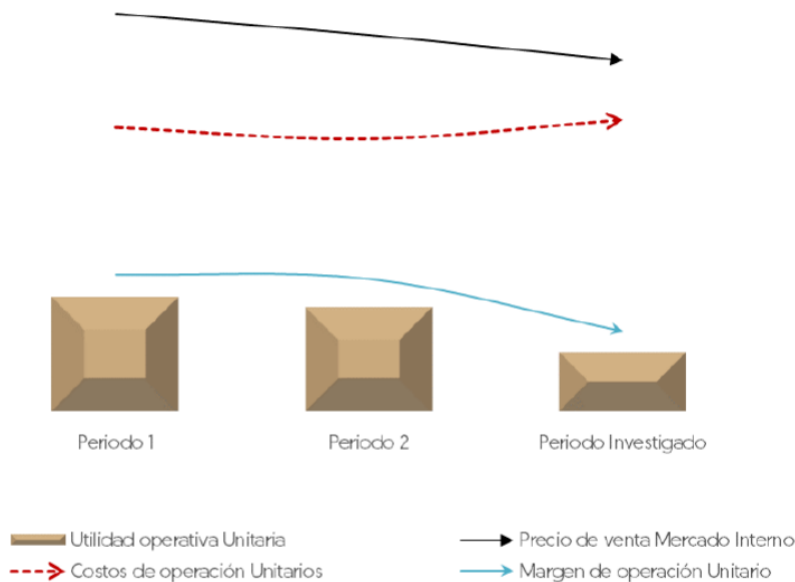 Periodo 1
Periodo 2
Periodo Investigado
Utilidad operativa Unitaria
Precio de venta Mercado Interno
Costos de operación Unitarios
Margen de operación Unitario